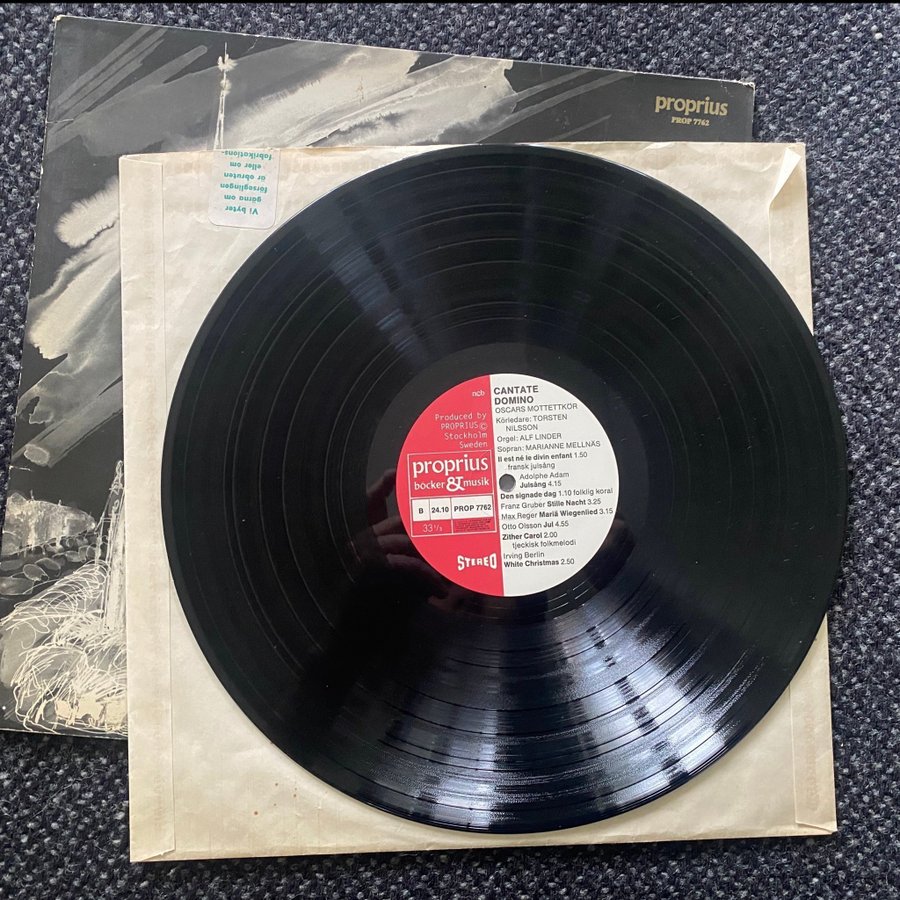 proprius
PROP 7762
Vi byter
gärna om
förseglingen
är obruten
eller om
fabrikations-
ncb
Produced by
PROPRIUS ©
Stockholm
Sweden
proprius
böcker & musik
B 24.10 PROP 7762
33⅓
STEREO
CANTATE
DOMINO
OSCARS MOTTETTKÖR
Körledare: TORSTEN
NILSSON
Orgel: ALF LINDER
Sopran: MARIANNE MELLNÄS
Il est né le divin enfant 1.50
fransk julsång
Adolphe Adam
Julsång 4.15
Den signade dag 1.10 folklig koral
Franz Gruber Stille Nacht 3.25
Max Reger Mariä Wiegenlied 3.15
Otto Olsson Jul 4.55
Zither Carol 2.00
tjeckisk folkmelodi
Irving Berlin
White Christmas 2.50